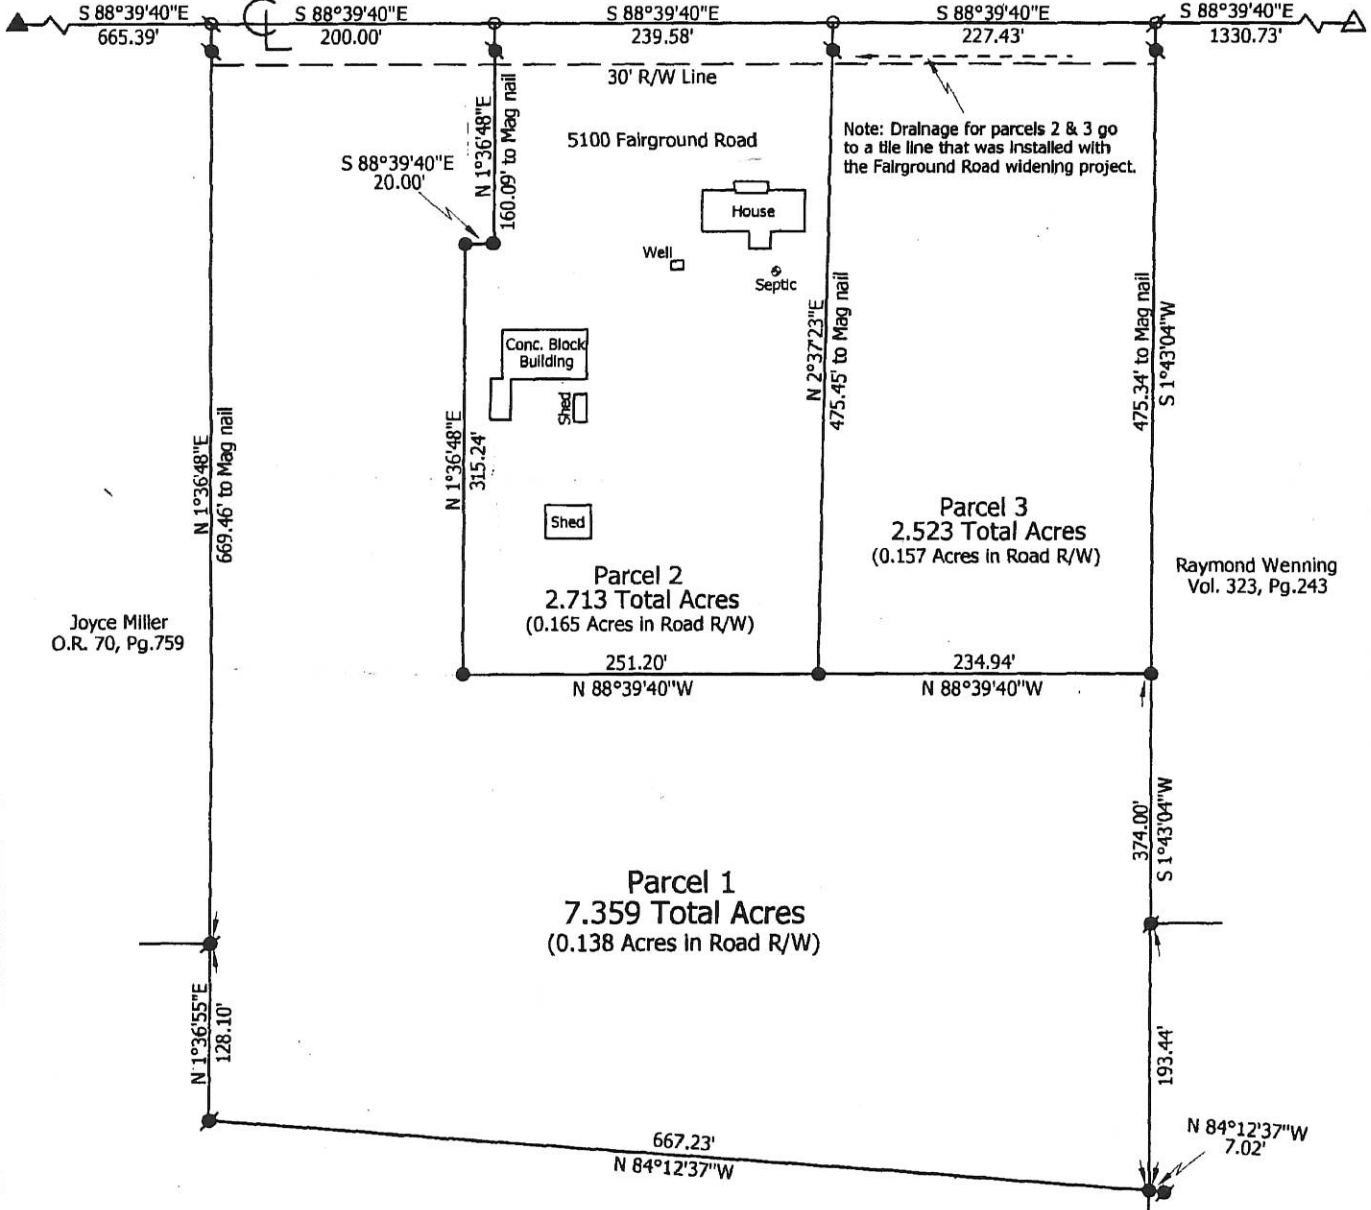 S 88°39'40"E
665.39'
CL
S 88°39'40"E
200.00'
S 88°39'40"E
239.58'
S 88°39'40"E
227.43'
S 88°39'40"E
1330.73'
30' R/W Line
N 1°36'48"E
160.09' to Mag nail
5100 Fairground Road
Note: Drainage for parcels 2 & 3 go
to a tile line that was installed with
the Fairground Road widening project.
S 88°39'40"E
20.00'
House
Well
Septic
N 2°37'23"E
475.45' to Mag nail
475.34' to Mag nail
S 1°43'04"W
Conc. Block
Building
Shed
N 1°36'48"E
669.46' to Mag nail
N 1°36'48"E
315.24'
Shed
Parcel 3
2.523 Total Acres
(0.157 Acres in Road R/W)
Parcel 2
2.713 Total Acres
(0.165 Acres in Road R/W)
Raymond Wenning
Vol. 323, Pg.243
Joyce Miller
O.R. 70, Pg.759
251.20'
N 88°39'40"W
234.94'
N 88°39'40"W
374.00'
S 1°43'04"W
Parcel 1
7.359 Total Acres
(0.138 Acres in Road R/W)
N 1°36'55"E
128.10'
193.44'
667.23'
N 84°12'37"W
N 84°12'37"W
7.02'